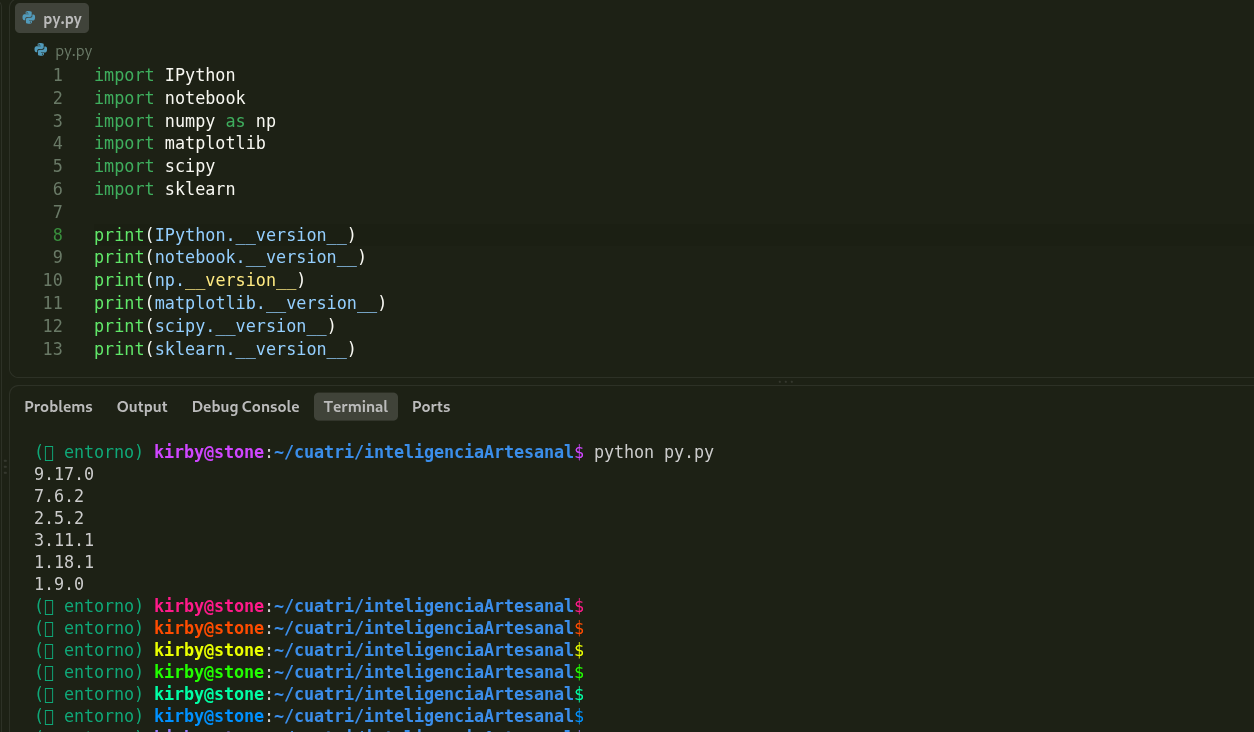 py.py
py.py
1 import IPython
2 import notebook
3 import numpy as np
4 import matplotlib
5 import scipy
6 import sklearn
7
8 print(IPython.__version__)
9 print(notebook.__version__)
10 print(np.__version__)
11 print(matplotlib.__version__)
12 print(scipy.__version__)
13 print(sklearn.__version__)
Problems Output Debug Console Terminal Ports
(▯ entorno) kirby@stone:~/cuatri/inteligenciaArtesanal$ python py.py
9.17.0
7.6.2
2.5.2
3.11.1
1.18.1
1.9.0
(▯ entorno) kirby@stone:~/cuatri/inteligenciaArtesanal$
(▯ entorno) kirby@stone:~/cuatri/inteligenciaArtesanal$
(▯ entorno) kirby@stone:~/cuatri/inteligenciaArtesanal$
(▯ entorno) kirby@stone:~/cuatri/inteligenciaArtesanal$
(▯ entorno) kirby@stone:~/cuatri/inteligenciaArtesanal$
(▯ entorno) kirby@stone:~/cuatri/inteligenciaArtesanal$